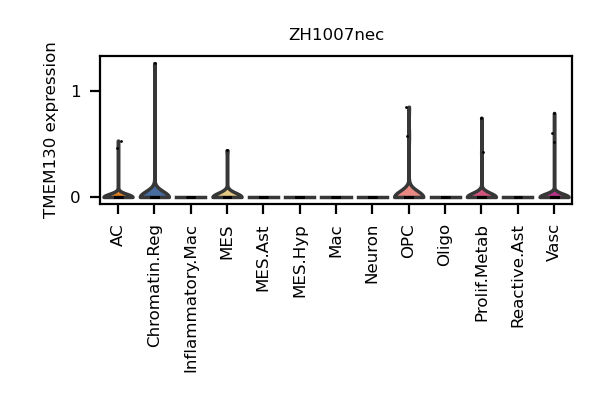 ZH1007nec
TMEM130 expression
1
0
AC
Chromatin.Reg
Inflammatory.Mac
MES
MES.Ast
MES.Hyp
Mac
Neuron
OPC
Oligo
Prolif.Metab
Reactive.Ast
Vasc